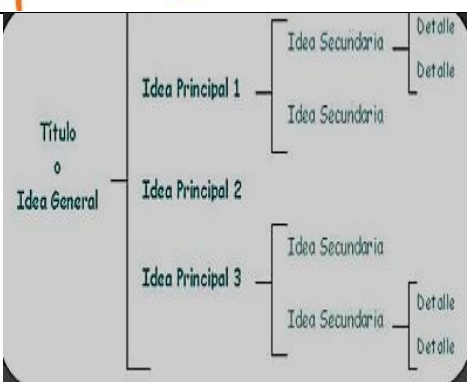 Título
o
Idea General
Idea Principal 1
Idea Secundaria
Detalle
Detalle
Idea Secundaria
Idea Principal 2
Idea Principal 3
Idea Secundaria
Idea Secundaria
Detalle
Detalle